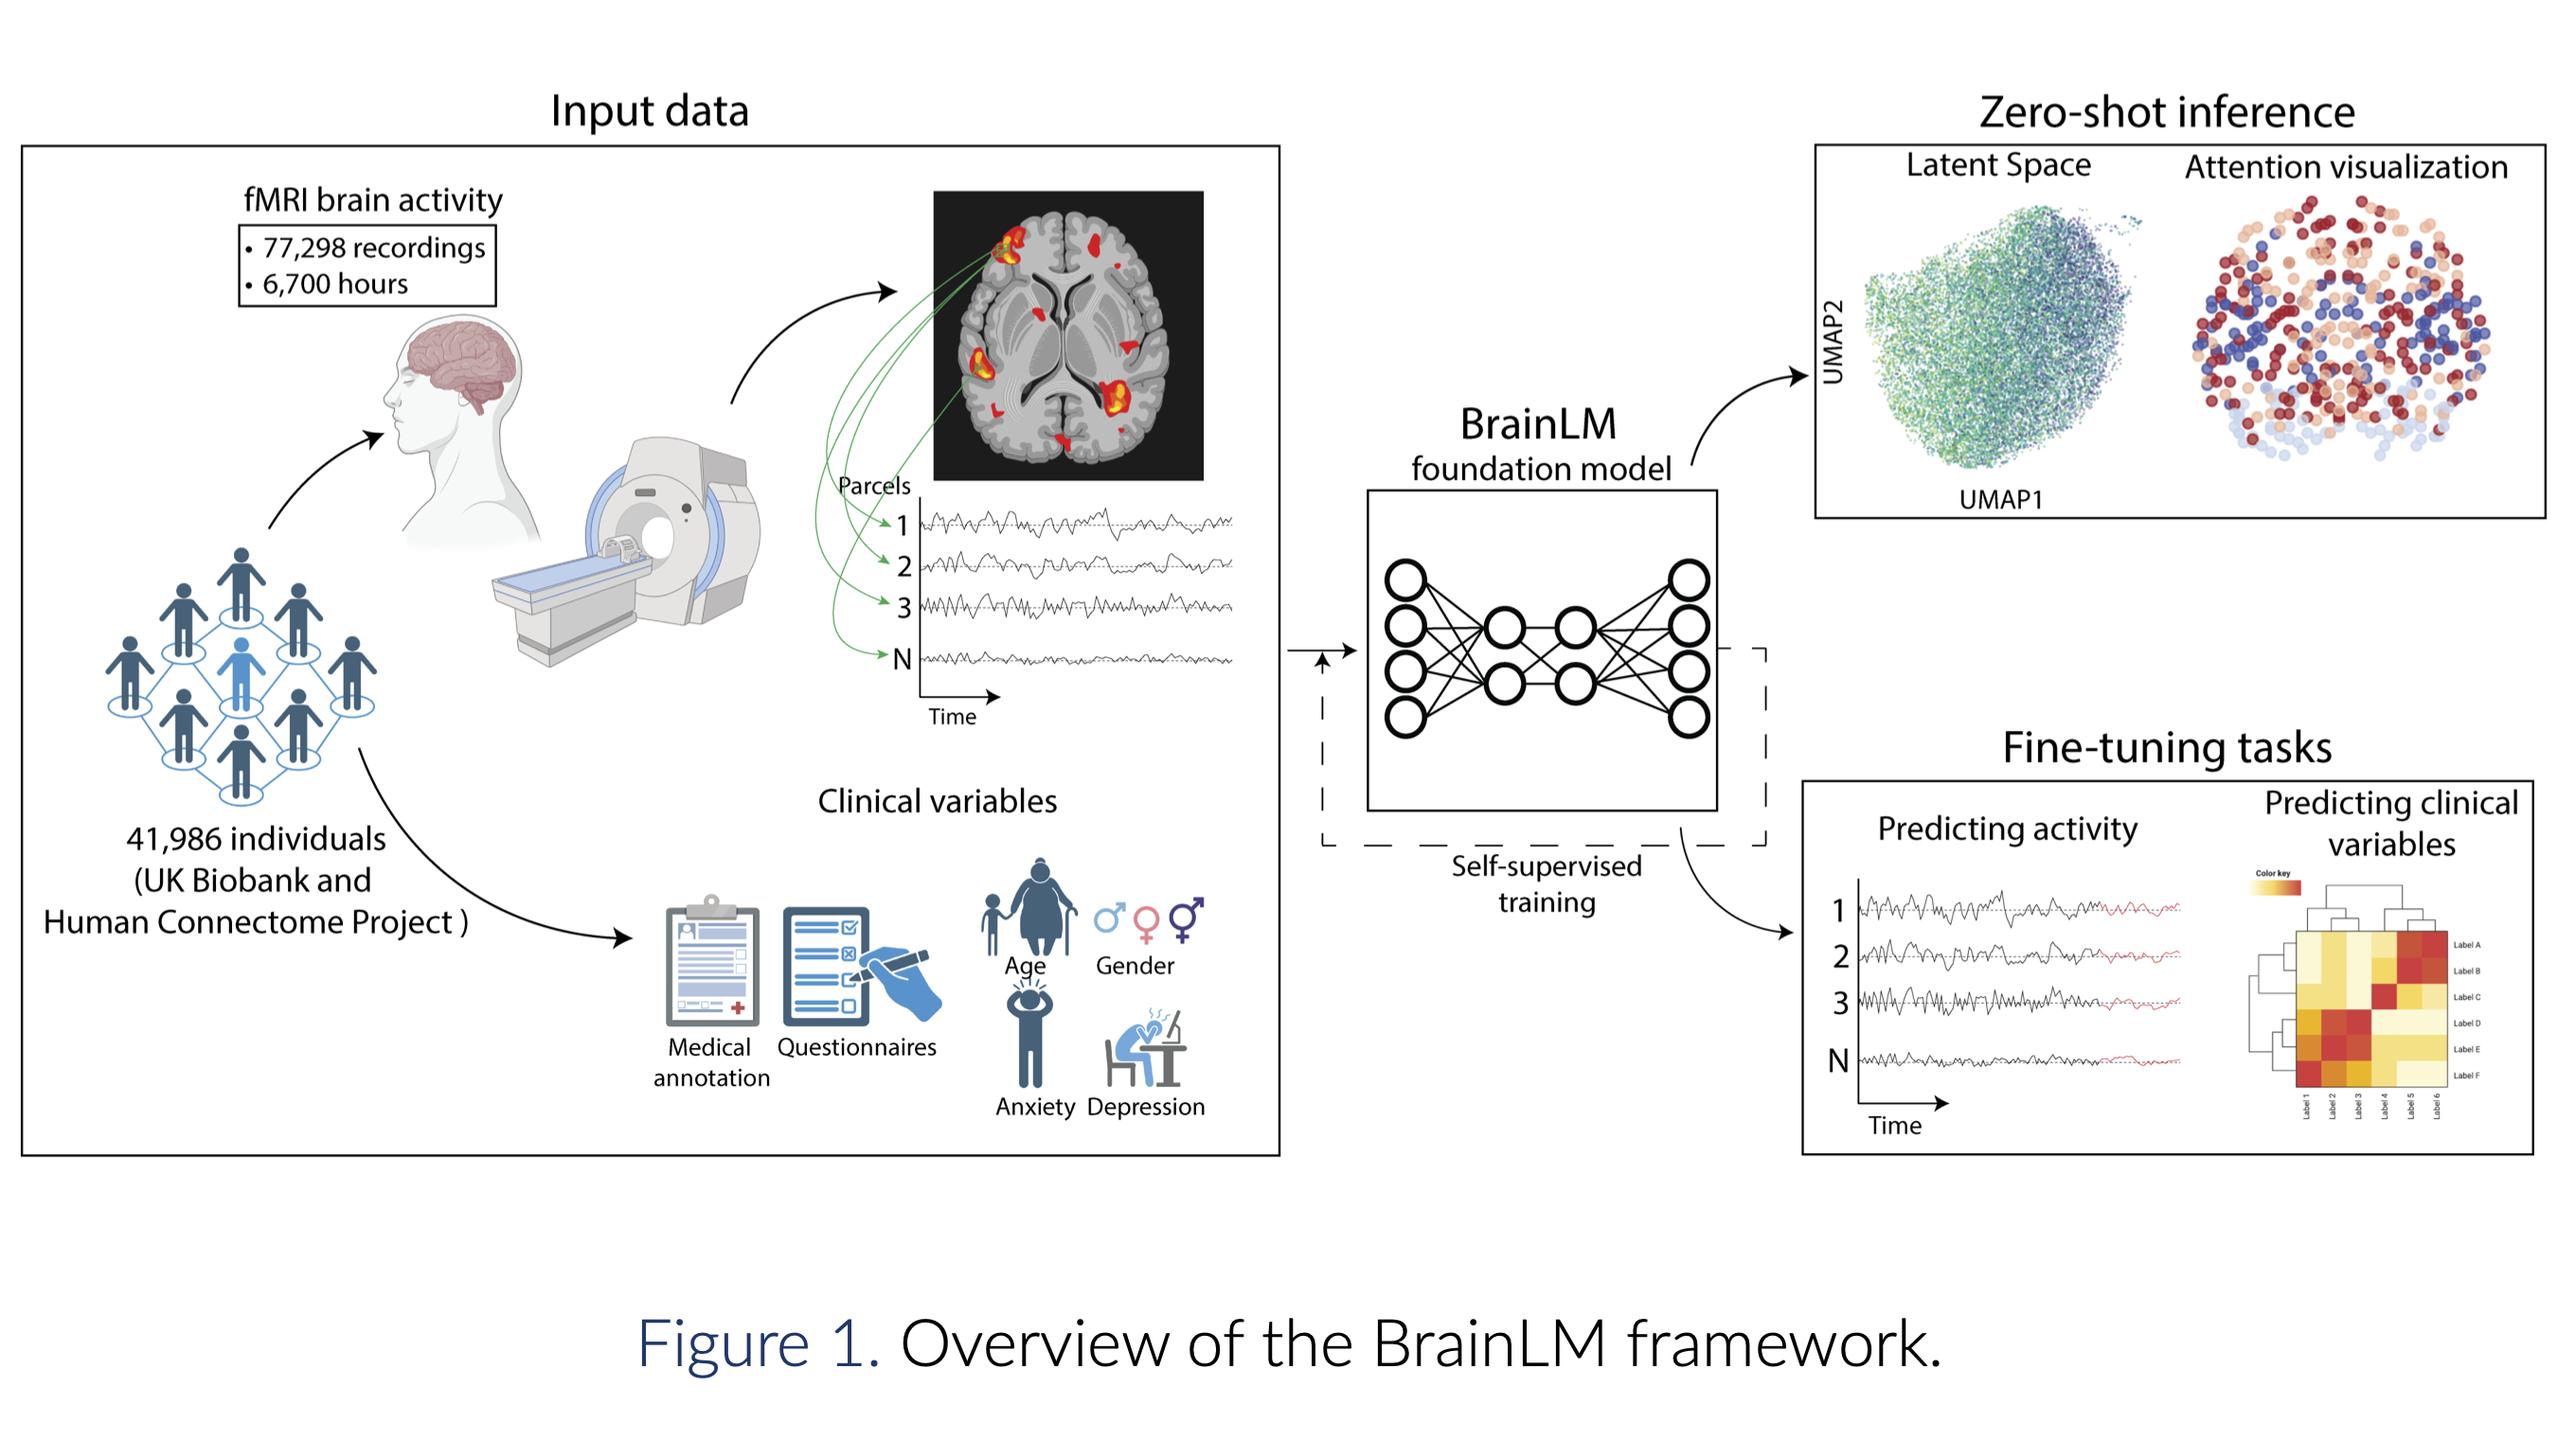 Input data
fMRI brain activity
• 77,298 recordings
• 6,700 hours
Parcels
1
2
3
N
Time
41,986 individuals
(UK Biobank and
Human Connectome Project )
Clinical variables
Medical
annotation
Questionnaires
Age
Gender
Anxiety
Depression
BrainLM
foundation model
Self-supervised
training
Zero-shot inference
Latent Space
UMAP2
UMAP1
Attention visualization
Fine-tuning tasks
Predicting activity
1
2
3
N
Time
Predicting clinical
variables
Color key
Label A
Label B
Label C
Label D
Label E
Label F
Label 1
Label 2
Label 3
Label 4
Label 5
Label 6
Figure 1. Overview of the BrainLM framework.